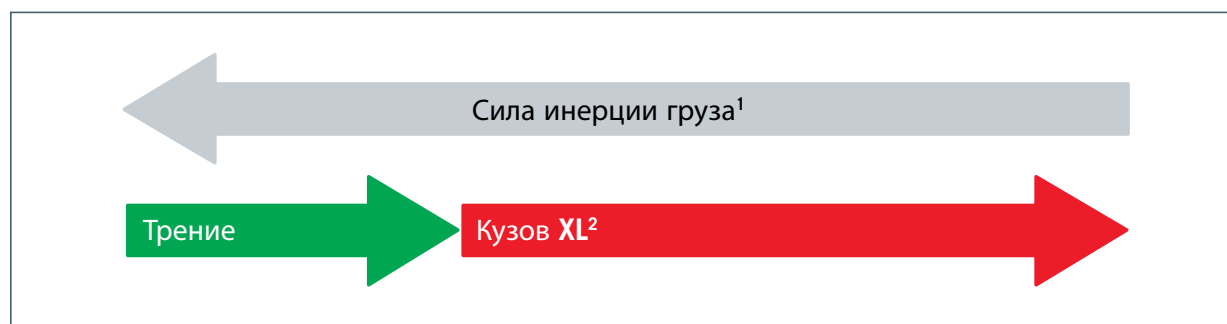 Сила инерции груза¹
Трение
Кузов XL²